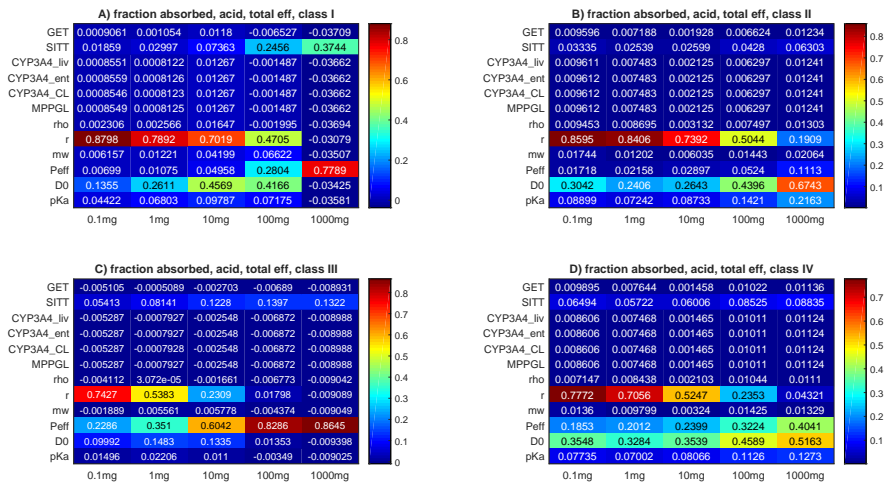 A) fraction absorbed, acid, total eff, class I
GET 0.0009061 0.001054 0.0118 -0.006527 -0.03709
SITT 0.01859 0.02997 0.07363 0.2456 0.3744
CYP3A4_liv 0.0008551 0.0008122 0.01267 -0.001487 -0.03662
CYP3A4_ent 0.0008559 0.0008126 0.01267 -0.001487 -0.03662
CYP3A4_CL 0.0008546 0.0008123 0.01267 -0.001487 -0.03662
MPPGL 0.0008549 0.0008125 0.01267 -0.001487 -0.03662
rho 0.002306 0.002566 0.01647 -0.001995 -0.03694
r 0.8798 0.7892 0.7019 0.4705 -0.03079
mw 0.006157 0.01221 0.04199 0.06622 -0.03507
Peff 0.00699 0.01075 0.04958 0.2804 0.7789
D0 0.1355 0.2611 0.4569 0.4166 -0.03425
pKa 0.04422 0.06803 0.09787 0.07175 -0.03581
0.1mg 1mg 10mg 100mg 1000mg
0.8
0.6
0.4
0.2
0
B) fraction absorbed, acid, total eff, class II
GET 0.009596 0.007188 0.001928 0.006624 0.01234
SITT 0.03335 0.02539 0.02599 0.0428 0.06303
CYP3A4_liv 0.009611 0.007483 0.002125 0.006297 0.01241
CYP3A4_ent 0.009612 0.007483 0.002125 0.006297 0.01241
CYP3A4_CL 0.009612 0.007483 0.002125 0.006297 0.01241
MPPGL 0.009612 0.007483 0.002125 0.006297 0.01241
rho 0.009453 0.008695 0.003132 0.007497 0.01303
r 0.8595 0.8406 0.7392 0.5044 0.1909
mw 0.01744 0.01202 0.006035 0.01443 0.02064
Peff 0.01718 0.02158 0.02897 0.0524 0.1113
D0 0.3042 0.2406 0.2643 0.4396 0.6743
pKa 0.08899 0.07242 0.08733 0.1421 0.2163
0.1mg 1mg 10mg 100mg 1000mg
0.8
0.7
0.6
0.5
0.4
0.3
0.2
0.1
C) fraction absorbed, acid, total eff, class III
GET -0.005105 -0.0005089 -0.002703 -0.00689 -0.008931
SITT 0.05413 0.08141 0.1228 0.1397 0.1322
CYP3A4_liv -0.005287 -0.0007927 -0.002548 -0.006872 -0.008988
CYP3A4_ent -0.005287 -0.0007927 -0.002548 -0.006872 -0.008988
CYP3A4_CL -0.005287 -0.0007928 -0.002548 -0.006872 -0.008988
MPPGL -0.005287 -0.0007927 -0.002548 -0.006872 -0.008988
rho -0.004112 3.072e-05 -0.001661 -0.006773 -0.009042
r 0.7427 0.5383 0.2309 0.01798 -0.009089
mw -0.001889 0.005561 0.005778 -0.004374 -0.009049
Peff 0.2286 0.351 0.6042 0.8286 0.8645
D0 0.09992 0.1483 0.1335 0.01353 -0.009398
pKa 0.01496 0.02206 0.011 -0.00349 -0.009025
0.1mg 1mg 10mg 100mg 1000mg
0.8
0.7
0.6
0.5
0.4
0.3
0.2
0.1
0
D) fraction absorbed, acid, total eff, class IV
GET 0.009895 0.007644 0.001458 0.01022 0.01136
SITT 0.06494 0.05722 0.06006 0.08525 0.08835
CYP3A4_liv 0.008606 0.007468 0.001465 0.01011 0.01124
CYP3A4_ent 0.008606 0.007468 0.001465 0.01011 0.01124
CYP3A4_CL 0.008606 0.007468 0.001465 0.01011 0.01124
MPPGL 0.008606 0.007468 0.001465 0.01011 0.01124
rho 0.007147 0.008438 0.002103 0.01044 0.0111
r 0.7772 0.7056 0.5247 0.2353 0.04321
mw 0.0136 0.009799 0.00324 0.01425 0.01329
Peff 0.1853 0.2012 0.2399 0.3224 0.4041
D0 0.3548 0.3284 0.3539 0.4589 0.5163
pKa 0.07735 0.07002 0.08066 0.1126 0.1273
0.1mg 1mg 10mg 100mg 1000mg
0.7
0.6
0.5
0.4
0.3
0.2
0.1